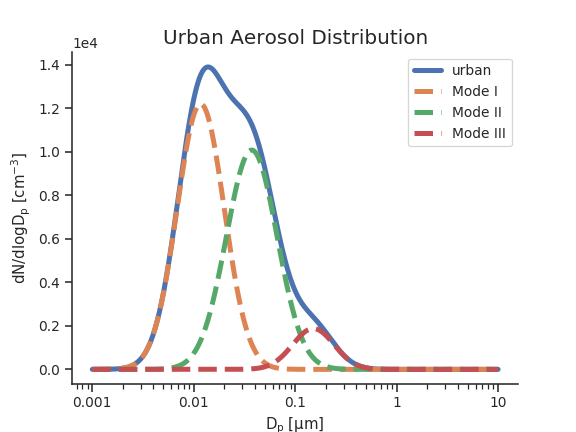 Urban Aerosol Distribution
1e4
1.4
1.2
1.0
0.8
0.6
0.4
0.2
0.0
dN/dlogDp [cm−3]
0.001
0.01
0.1
1
10
Dp [µm]
urban
Mode I
Mode II
Mode III